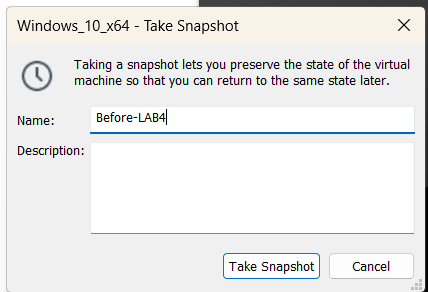 Windows_10_x64 - Take Snapshot
Taking a snapshot lets you preserve the state of the virtual
machine so that you can return to the same state later.
Name: Before-LAB4
Description:
Take Snapshot Cancel